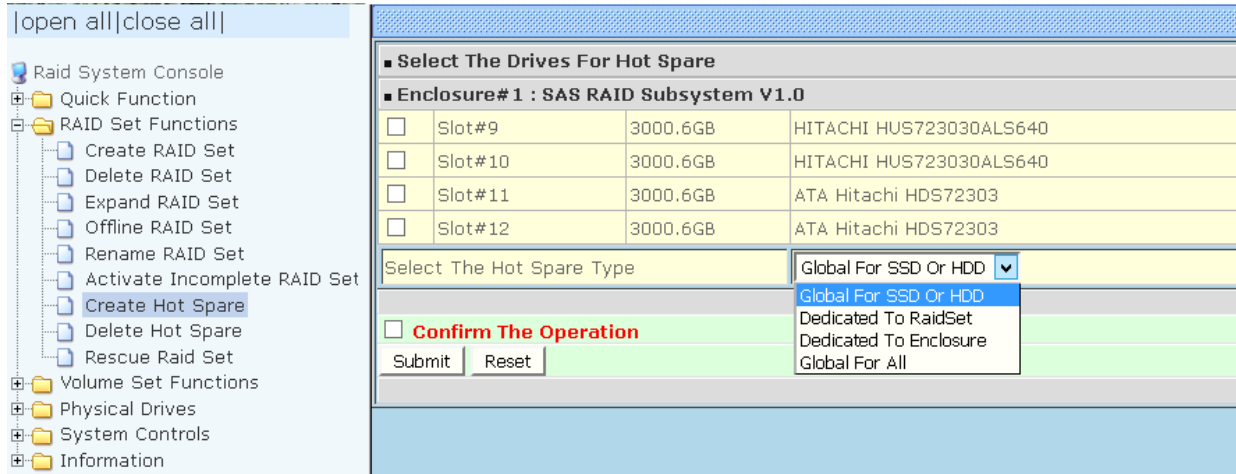 |open all|close all|
Raid System Console
Quick Function
RAID Set Functions
Create RAID Set
Delete RAID Set
Expand RAID Set
Offline RAID Set
Rename RAID Set
Activate Incomplete RAID Set
Create Hot Spare
Delete Hot Spare
Rescue Raid Set
Volume Set Functions
Physical Drives
System Controls
Information
Select The Drives For Hot Spare
Enclosure#1 : SAS RAID Subsystem V1.0
Slot#9 3000.6GB HITACHI HUS723030ALS640
Slot#10 3000.6GB HITACHI HUS723030ALS640
Slot#11 3000.6GB ATA Hitachi HDS72303
Slot#12 3000.6GB ATA Hitachi HDS72303
Select The Hot Spare Type Global For SSD Or HDD
Global For SSD Or HDD
Dedicated To RaidSet
Dedicated To Enclosure
Global For All
Confirm The Operation
Submit Reset